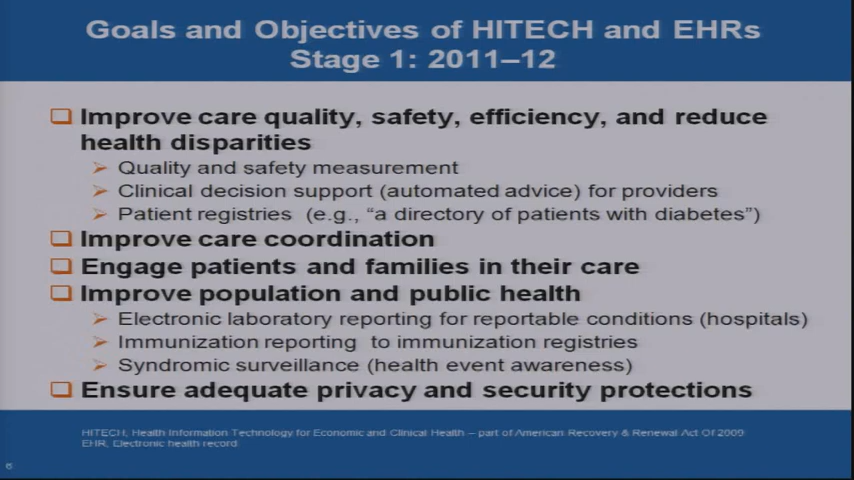 Goals and Objectives of HITECH and EHRs
Stage 1: 2011–12
Improve care quality, safety, efficiency, and reduce
health disparities
Quality and safety measurement
Clinical decision support (automated advice) for providers
Patient registries (e.g., “a directory of patients with diabetes”)
Improve care coordination
Engage patients and families in their care
Improve population and public health
Electronic laboratory reporting for reportable conditions (hospitals)
Immunization reporting to immunization registries
Syndromic surveillance (health event awareness)
Ensure adequate privacy and security protections
HITECH, Health Information Technology for Economic and Clinical Health – part of American Recovery & Renewal Act Of 2009
EHR, Electronic health record
6